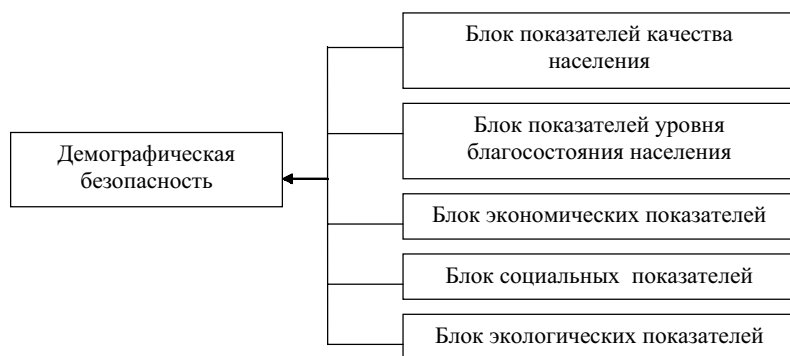 Блок показателей качества
населения
Блок показателей уровня
благосостояния населения
Демографическая
безопасность
Блок экономических показателей
Блок социальных показателей
Блок экологических показателей